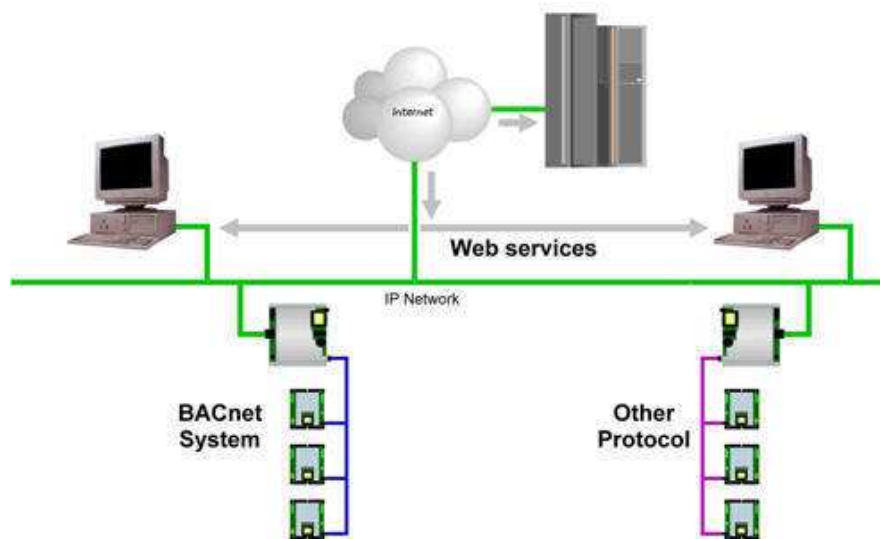 Internet
Web services
IP Network
BACnet
System
Other
Protocol